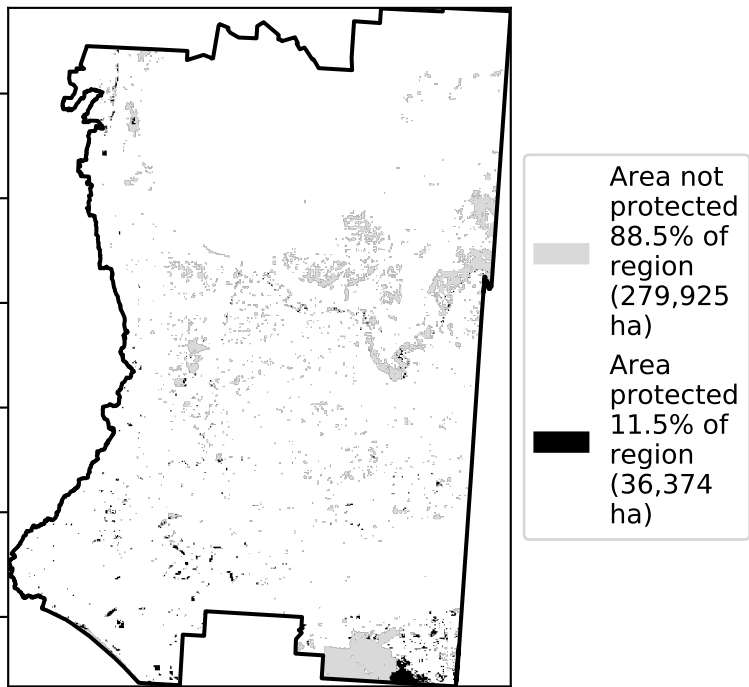 Area not
protected
88.5% of
region
(279,925
ha)
Area
protected
11.5% of
region
(36,374
ha)